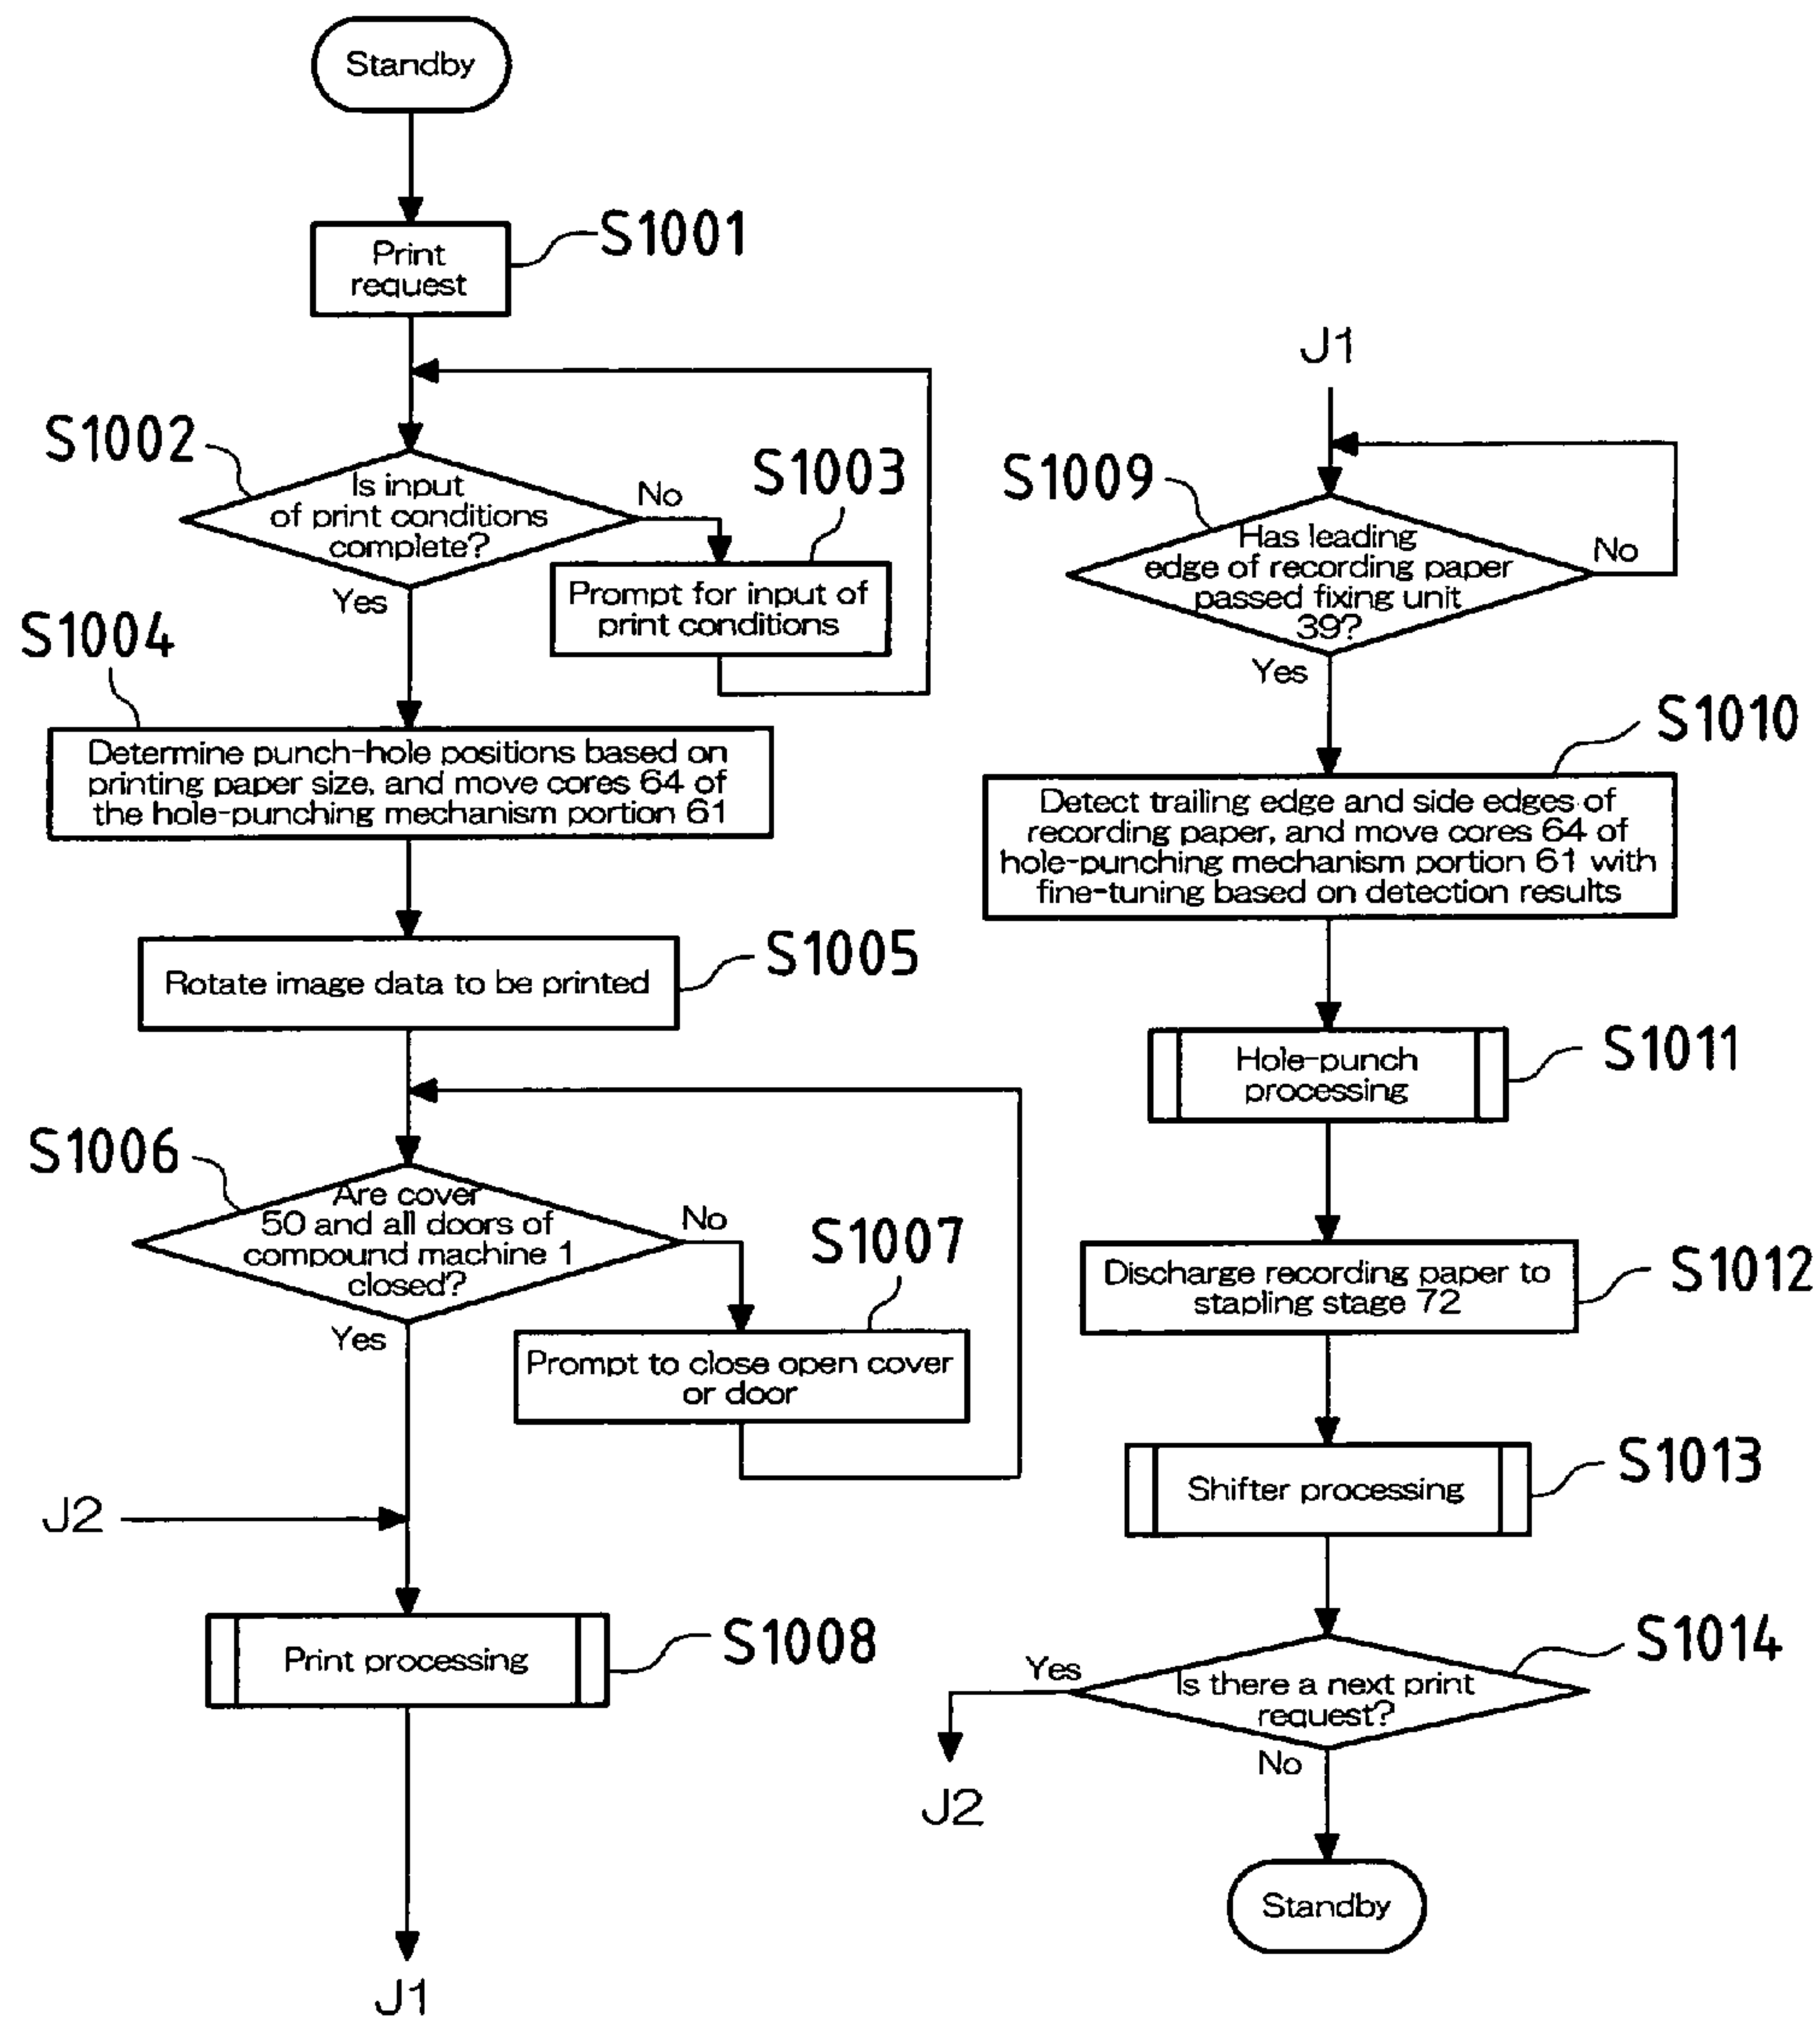 Standby
Print
request
S1001
S1002
Is input
of print conditions
complete?
No
Yes
S1003
Prompt for input of
print conditions
S1004
Determine punch-hole positions based on
printing paper size, and move cores 64 of
the hole-punching mechanism portion 61
Rotate image data to be printed
S1005
S1006
Are cover
50 and all doors of
compound machine 1
closed?
No
Yes
S1007
Prompt to close open cover
or door
J2
Print processing
S1008
J1
J1
S1009
Has leading
edge of recording paper
passed fixing unit
39?
No
Yes
S1010
Detect trailing edge and side edges of
recording paper, and move cores 64 of
hole-punching mechanism portion 61 with
fine-tuning based on detection results
Hole-punch
processing
S1011
Discharge recording paper to
stapling stage 72
S1012
Shifter processing
S1013
S1014
Yes
Is there a next print
request?
No
J2
Standby